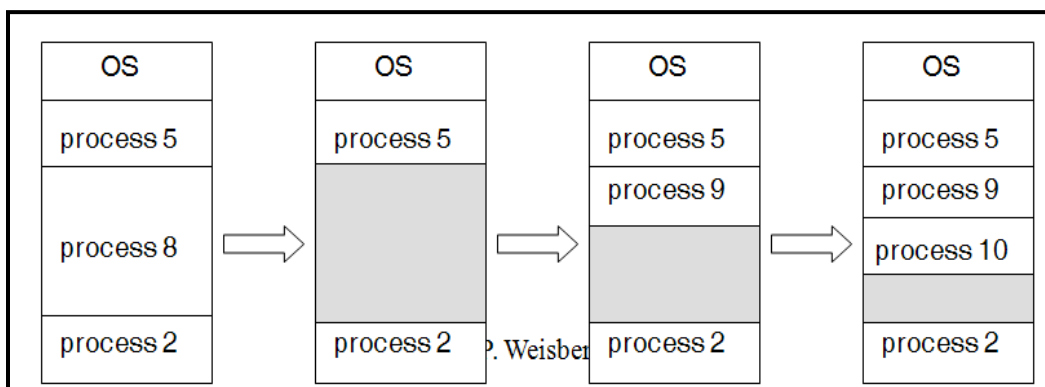 OS
process 5
process 8
process 2
OS
process 5
process 2
OS
process 5
process 9
process 2
OS
process 5
process 9
process 10
process 2
P. Weisber